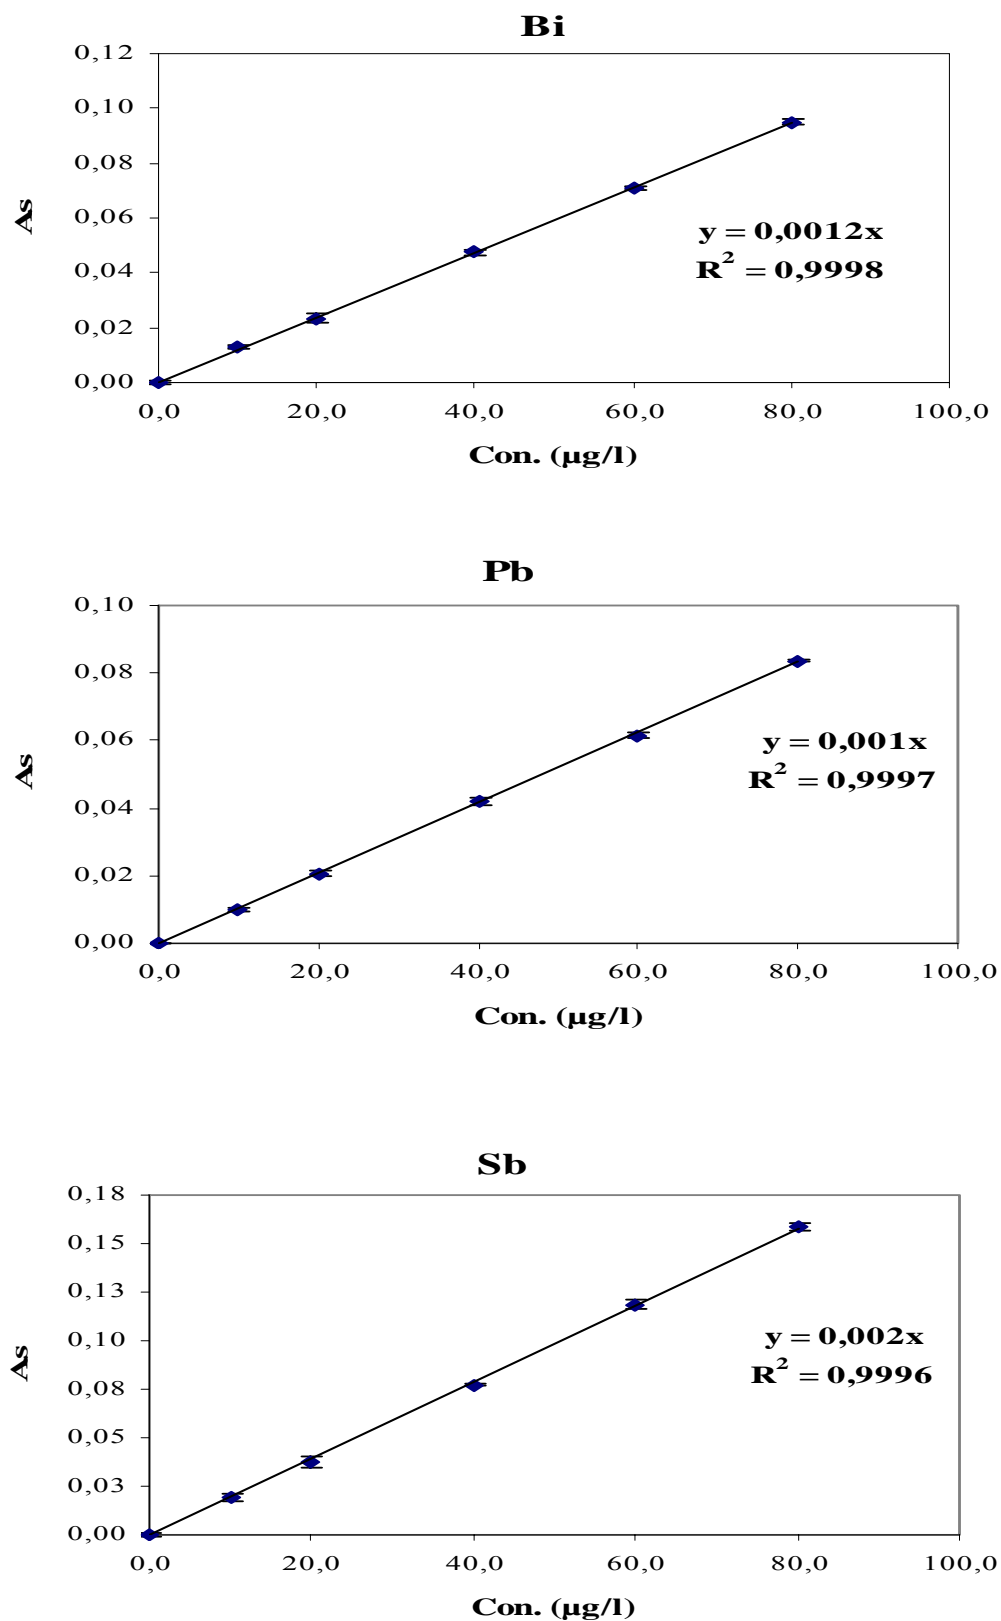 Bi
0,12
0,10
0,08
0,06
0,04
0,02
0,00
As
y = 0,0012x
R² = 0,9998
0,0 20,0 40,0 60,0 80,0 100,0
Con. (µg/l)
Pb
0,10
0,08
0,06
0,04
0,02
0,00
As
y = 0,001x
R² = 0,9997
0,0 20,0 40,0 60,0 80,0 100,0
Con. (µg/l)
Sb
0,18
0,15
0,13
0,10
0,08
0,05
0,03
0,00
As
y = 0,002x
R² = 0,9996
0,0 20,0 40,0 60,0 80,0 100,0
Con. (µg/l)